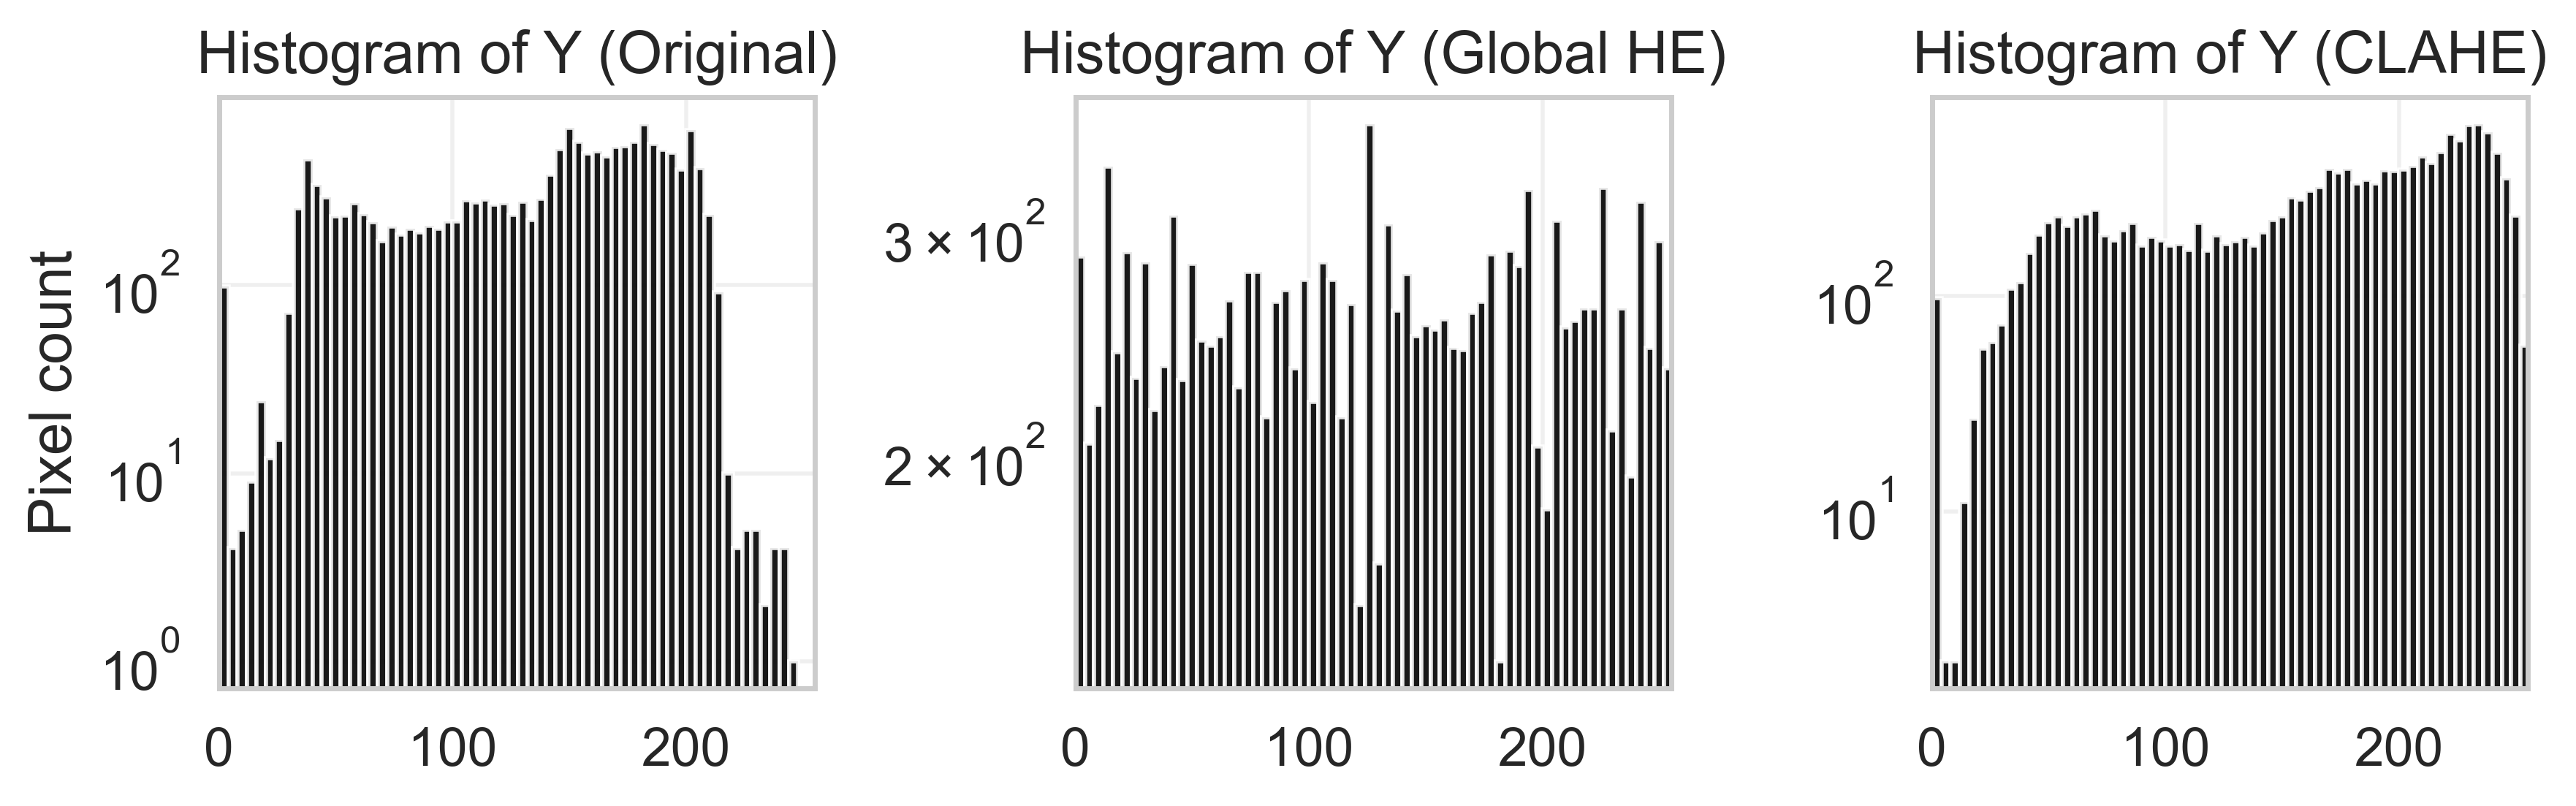 Histogram of Y (Original)
Histogram of Y (Global HE)
Histogram of Y (CLAHE)
Pixel count
10²
10¹
10⁰
0 100 200
3 × 10²
2 × 10²
0 100 200
10²
10¹
0 100 200